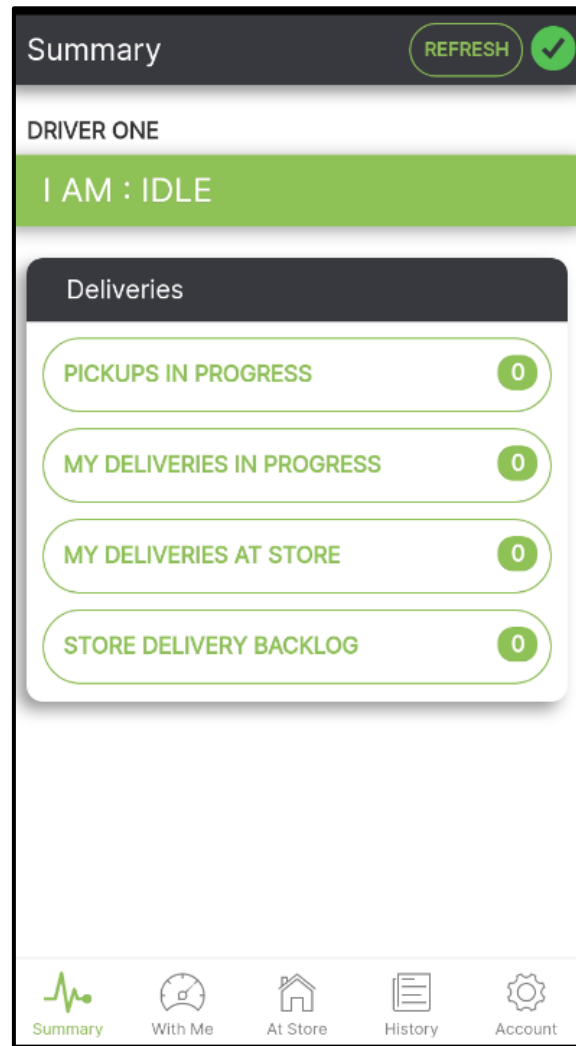 Summary REFRESH
DRIVER ONE
I AM : IDLE
Deliveries
PICKUPS IN PROGRESS 0
MY DELIVERIES IN PROGRESS 0
MY DELIVERIES AT STORE 0
STORE DELIVERY BACKLOG 0
Summary With Me At Store History Account